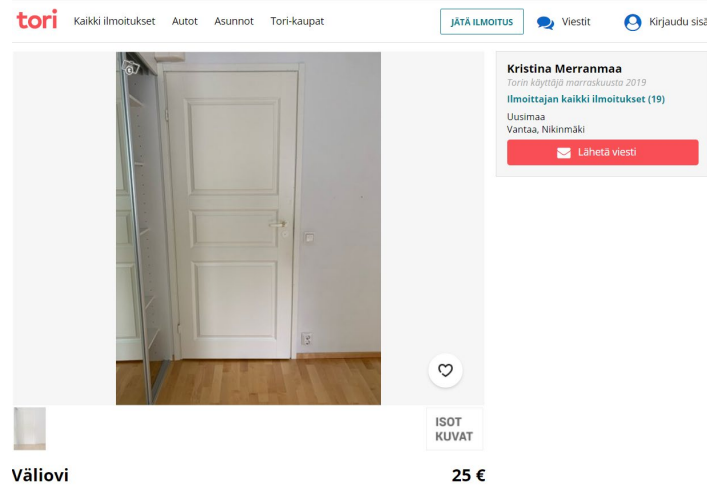 tori Kaikki ilmoitukset Autot Asunnot Tori-kaupat JÄTÄ ILMOITUS Viestit Kirjaudu sisä
Kristina Merranmaa
Torin käyttäjä marraskuusta 2019
Ilmoittajan kaikki ilmoitukset (19)
Uusimaa
Vantaa, Nikinmäki
Lähetä viesti
ISOT
KUVAT
Väliovi 25 €